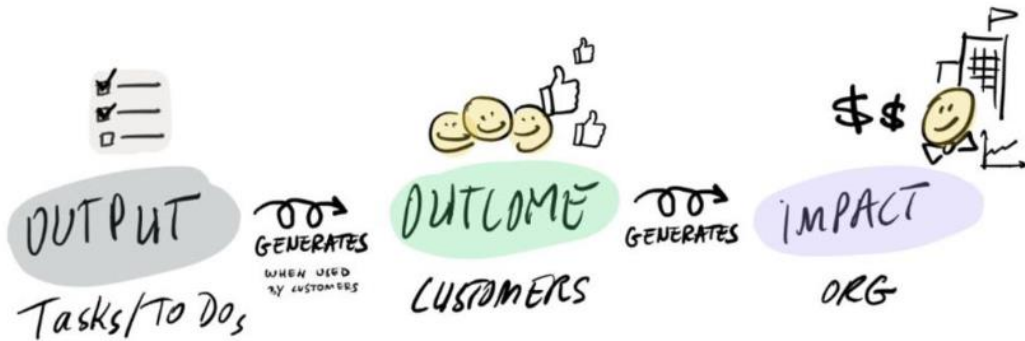 $ $
OUTPUT
GENERATES
WHEN USED
BY CUSTOMERS
Tasks/To Dos
OUTCOME
CUSTOMERS
GENERATES
IMPACT
ORG